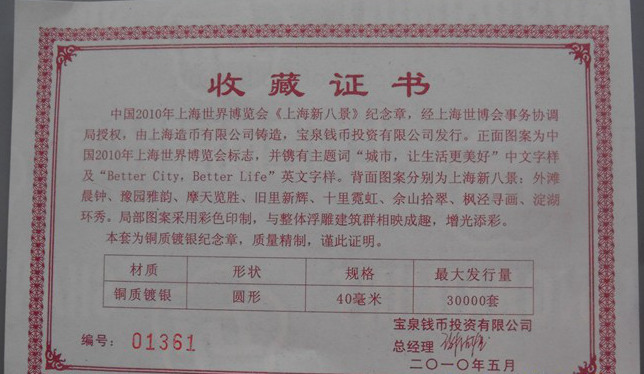 收藏证书
中国2010年上海世界博览会《上海新八景》纪念章，经上海世博会事务协调
局授权。由上海造币有限公司铸造，宝泉钱币投资有限公司发行。正面图案为中
国2010年上海世界博览会标志，并镌有主题词“城市，让生活更美好”中文字样
及“Better City, Better Life”英文字样。背面图案分别为上海新八景：外滩
晨钟、豫园雅韵、摩天览胜、旧里新辉、十里霓虹、佘山拾翠、枫泾寻画、淀湖
环秀。局部图案采用彩色印制，与整体浮雕建筑群相映成趣，增光添彩。
本套为铜质镀银纪念章，质量精制，谨此证明。
材质 形状 规格 最大发行量
铜质镀银 圆形 40毫米 30000套
宝泉钱币投资有限公司
编号：01361 总经理
二〇一〇年五月